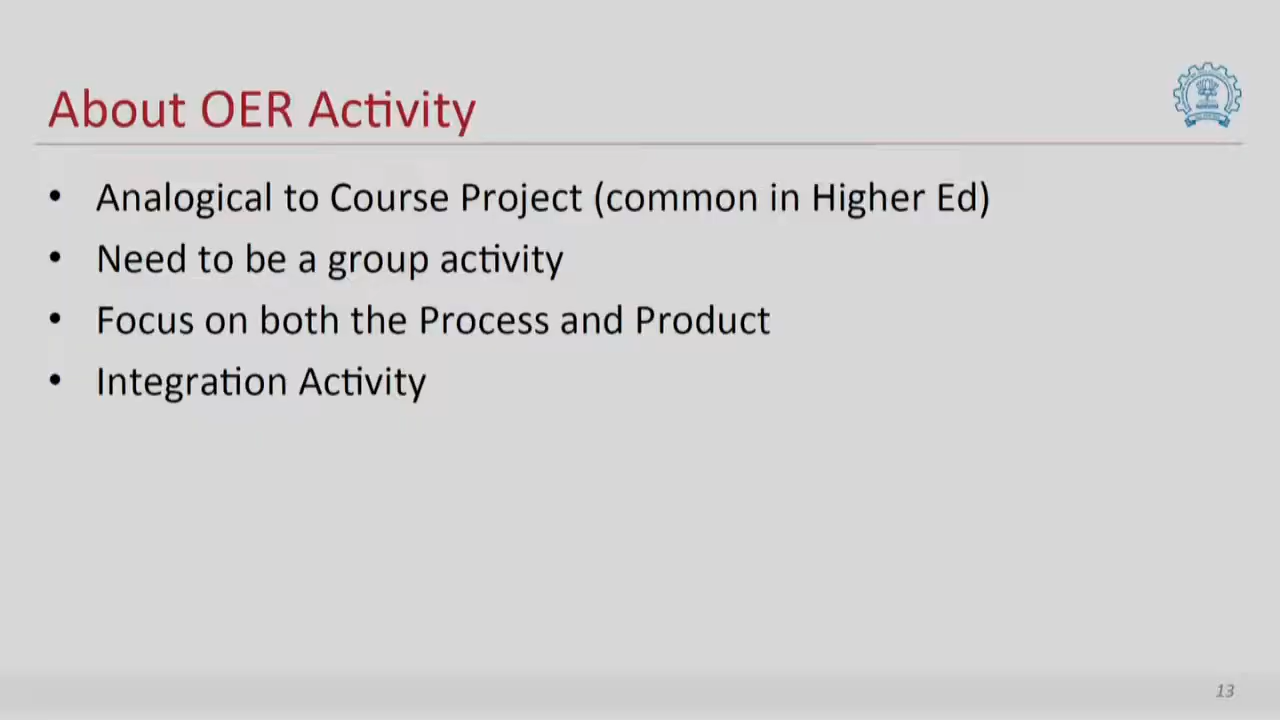 About OER Activity
• Analogical to Course Project (common in Higher Ed)
• Need to be a group activity
• Focus on both the Process and Product
• Integration Activity
13